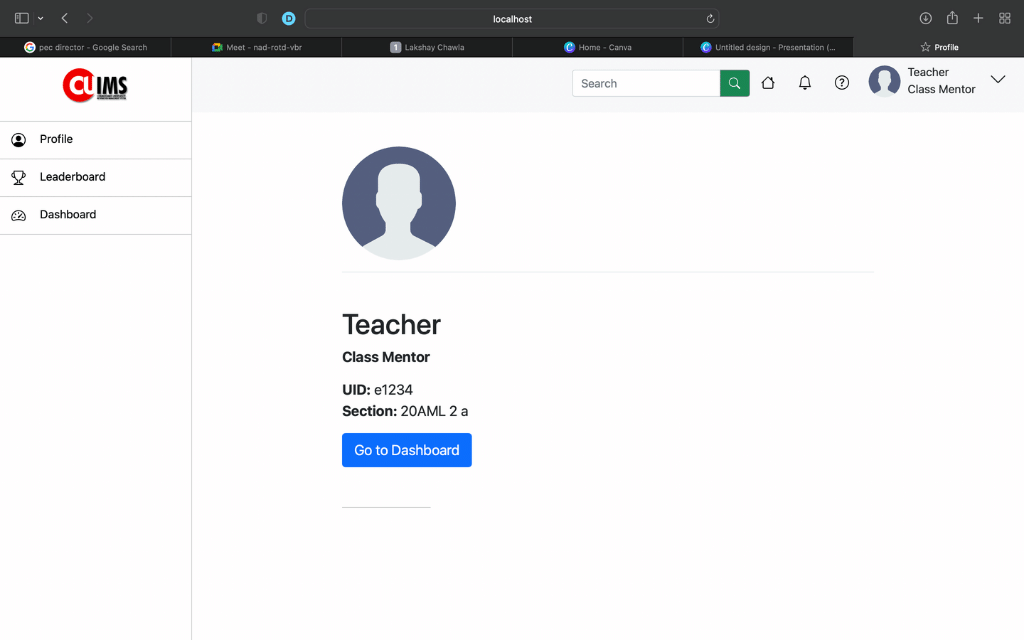 localhost
pec director - Google Search
Meet - nad-rotd-vbr
1 Lakshay Chawla
Home - Canva
Untitled design - Presentation (...
Profile
CUIMS
Search
Teacher
Class Mentor
Profile
Leaderboard
Dashboard
Teacher
Class Mentor
UID: e1234
Section: 20AML 2 a
Go to Dashboard